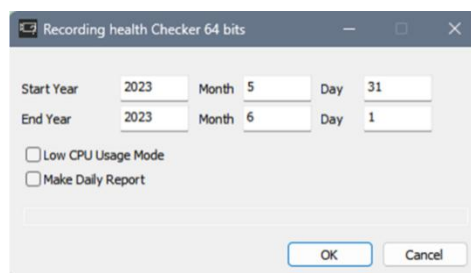 Recording health Checker 64 bits
Start Year 2023 Month 5 Day 31
End Year 2023 Month 6 Day 1
Low CPU Usage Mode
Make Daily Report
OK Cancel